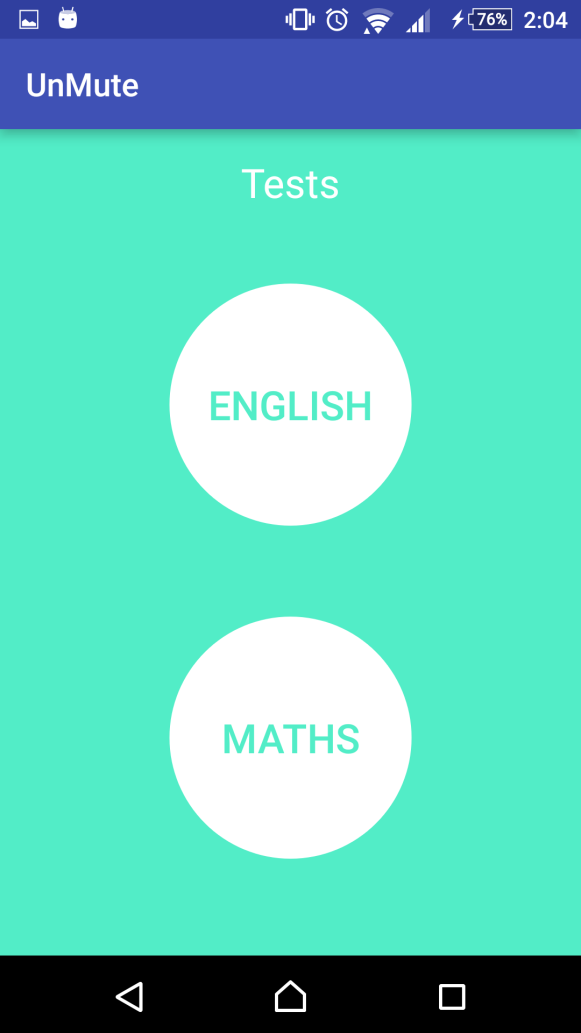 76% 2:04
UnMute
Tests
ENGLISH
MATHS